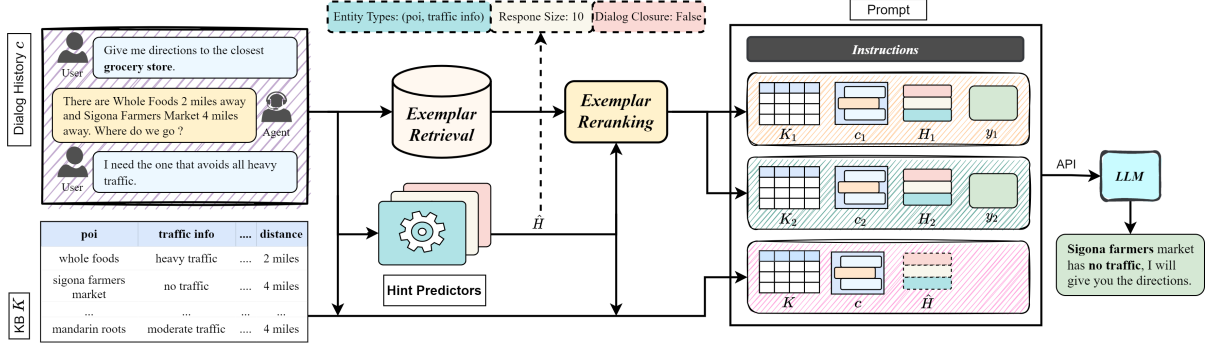 Entity Types: (poi, traffic info)
Respone Size: 10
Dialog Closure: False
Prompt
Dialog History c
User
Give me directions to the closest
grocery store.
There are Whole Foods 2 miles away
and Sigona Farmers Market 4 miles
away. Where do we go ?
Agent
User
I need the one that avoids all heavy
traffic.
KB K
poi traffic info .... distance
whole foods heavy traffic .... 2 miles
sigona farmers
market
no traffic .... 4 miles
... ... ... ...
mandarin roots moderate traffic .... 4 miles
Exemplar
Retrieval
Exemplar
Reranking
Hint Predictors
Ĥ
Instructions
K₁ c₁ H₁ y₁
K₂ c₂ H₂ y₂
K c Ĥ
API
LLM
Sigona farmers market
has no traffic, I will
give you the directions.